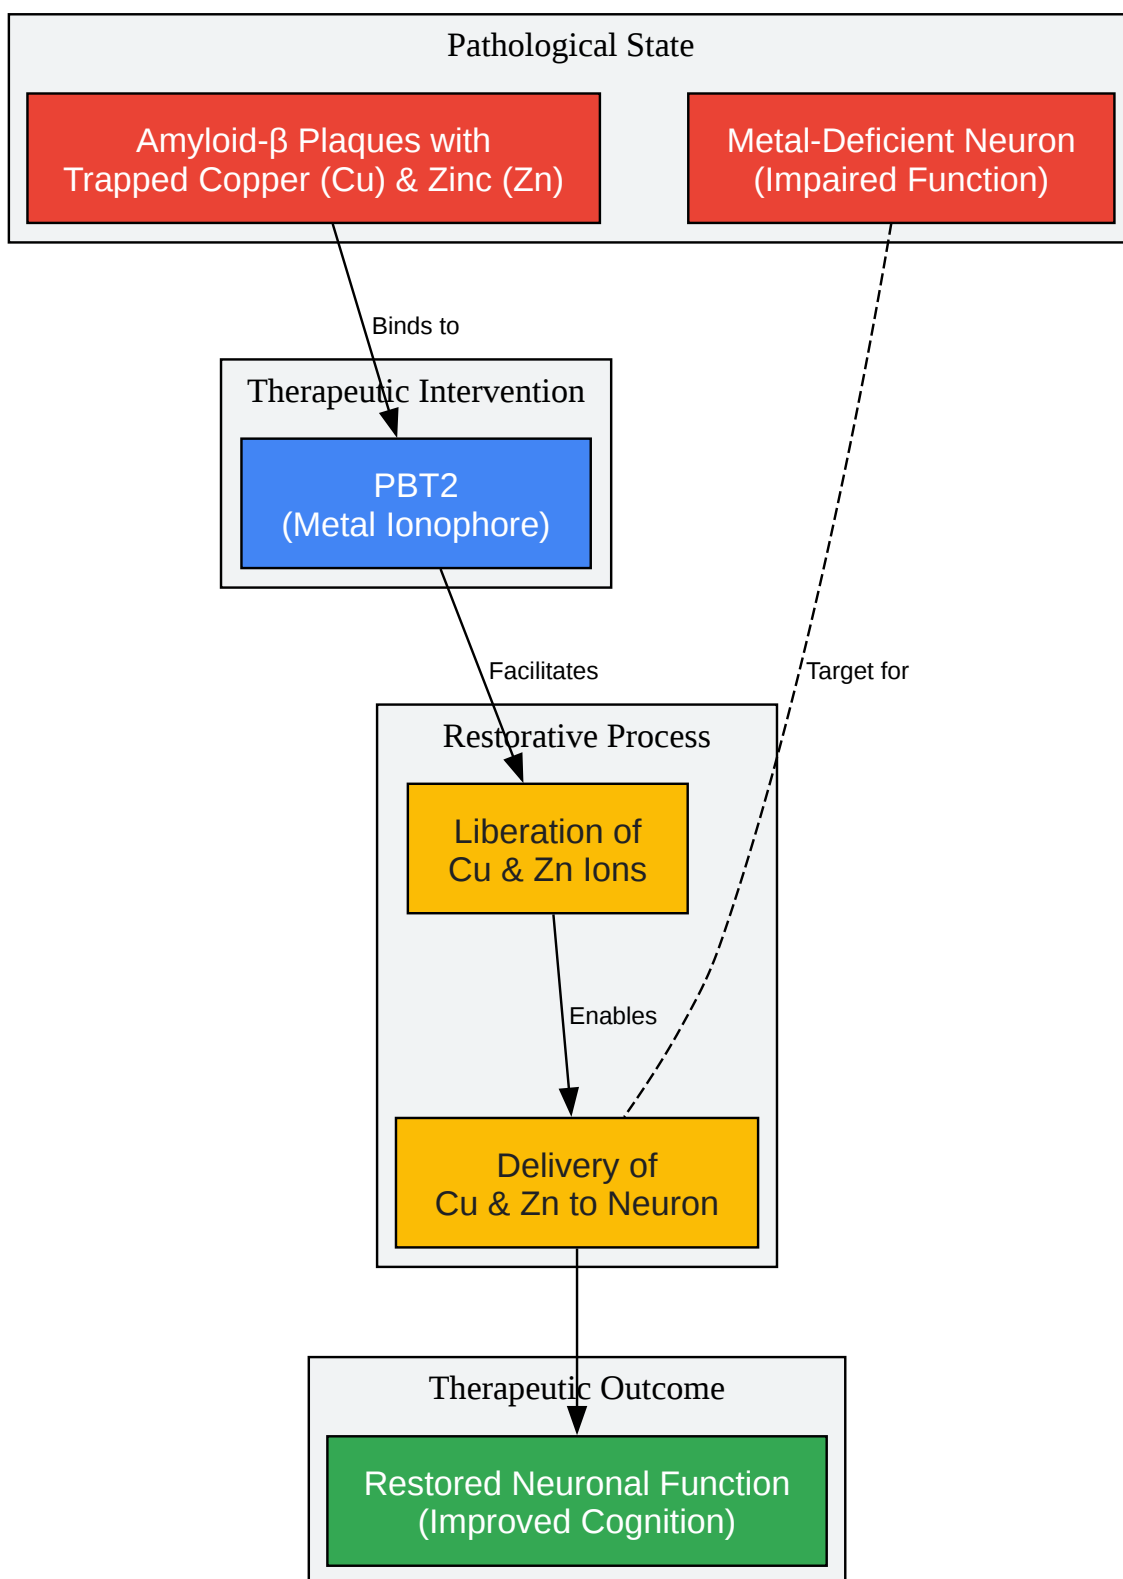 Pathological State
Amyloid-β Plaques with
Trapped Copper (Cu) & Zinc (Zn)
Metal-Deficient Neuron
(Impaired Function)
Binds to
Therapeutic Intervention
PBT2
(Metal Ionophore)
Facilitates
Target for
Restorative Process
Liberation of
Cu & Zn Ions
Enables
Delivery of
Cu & Zn to Neuron
Therapeutic Outcome
Restored Neuronal Function
(Improved Cognition)